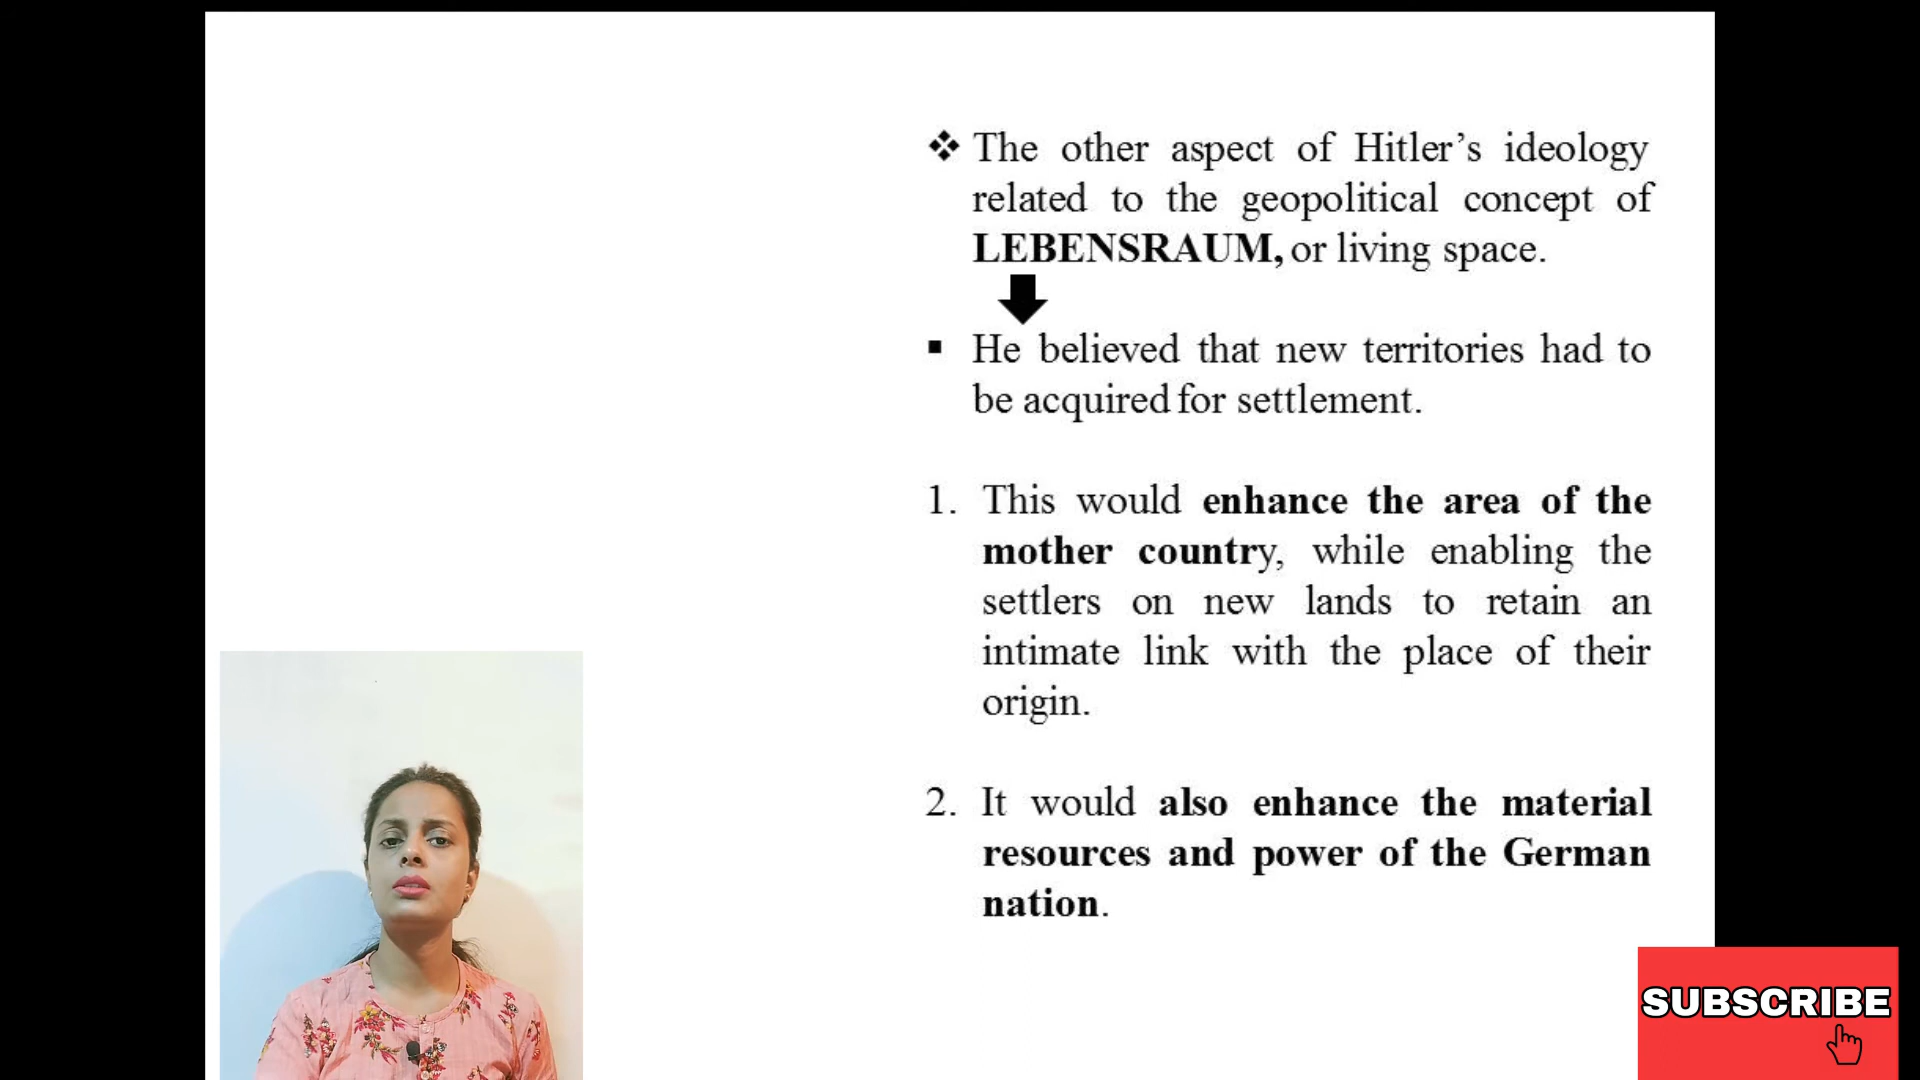 ❖ The other aspect of Hitler’s ideology
related to the geopolitical concept of
LEBENSRAUM, or living space.
▪ He believed that new territories had to
be acquired for settlement.
1. This would enhance the area of the
mother country, while enabling the
settlers on new lands to retain an
intimate link with the place of their
origin.
2. It would also enhance the material
resources and power of the German
nation.
SUBSCRIBE